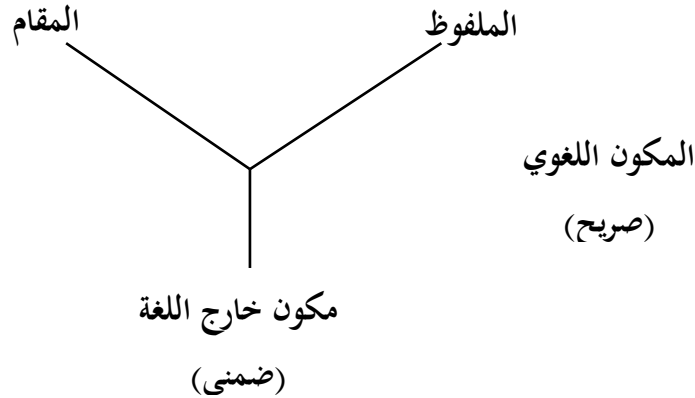 الملفوظ
المقام
المكون اللغوي
(صريح)
مكون خارج اللغة
(ضمني)